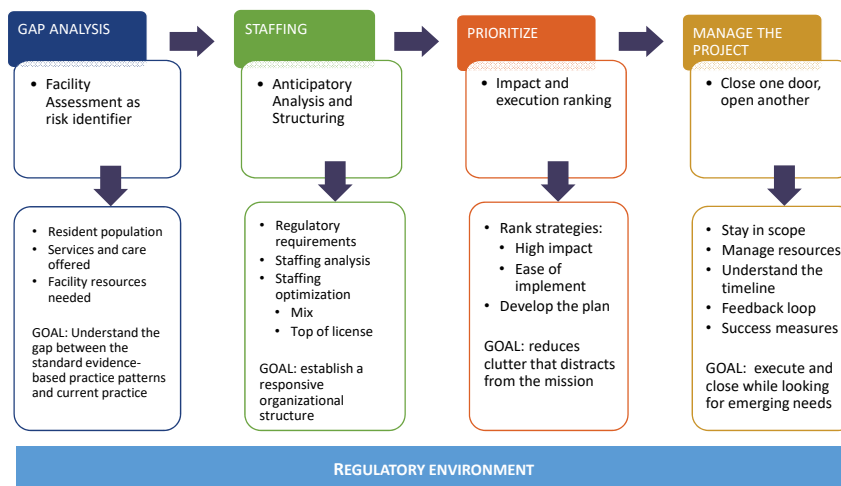 GAP ANALYSIS
• Facility
Assessment as
risk identifier
• Resident population
• Services and care
offered
• Facility resources
needed
GOAL: Understand the
gap between the
standard evidence-
based practice patterns
and current practice
STAFFING
• Anticipatory
Analysis and
Structuring
• Regulatory
requirements
• Staffing analysis
• Staffing
optimization
• Mix
• Top of license
GOAL: establish a
responsive
organizational
structure
PRIORITIZE
• Impact and
execution ranking
• Rank strategies:
• High impact
• Ease of
implement
• Develop the plan
GOAL: reduces
clutter that distracts
from the mission
MANAGE THE
PROJECT
• Close one door,
open another
• Stay in scope
• Manage resources
• Understand the
timeline
• Feedback loop
• Success measures
GOAL: execute and
close while looking
for emerging needs
REGULATORY ENVIRONMENT